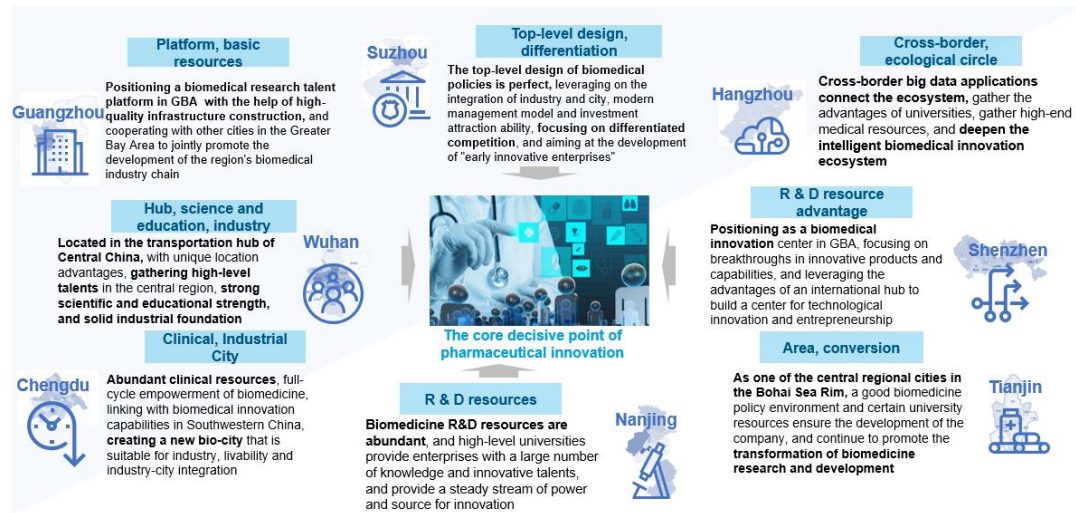 Platform, basic
resources
Guangzhou
Positioning a biomedical research talent
platform in GBA with the help of high-
quality infrastructure construction, and
cooperating with other cities in the Greater
Bay Area to jointly promote the
development of the region's biomedical
industry chain
Suzhou
Top-level design,
differentiation
The top-level design of biomedical
policies is perfect, leveraging on the
integration of industry and city, modern
management model and investment
attraction ability, focusing on differentiated
competition, and aiming at the development
of "early innovative enterprises"
Cross-border,
ecological circle
Hangzhou
Cross-border big data applications
connect the ecosystem, gather the
advantages of universities, gather high-end
medical resources, and deepen the
intelligent biomedical innovation
ecosystem
Hub, science and
education, industry
Located in the transportation hub of
Central China, with unique location
advantages, gathering high-level
talents in the central region, strong
scientific and educational strength,
and solid industrial foundation
Wuhan
R & D resource
advantage
Positioning as a biomedical
innovation center in GBA, focusing on
breakthroughs in innovative products and
capabilities, and leveraging the
advantages of an international hub to
build a center for technological
innovation and entrepreneurship
Shenzhen
The core decisive point of
pharmaceutical innovation
Clinical, Industrial
City
Chengdu
Abundant clinical resources, full-
cycle empowerment of biomedicine,
linking with biomedical innovation
capabilities in Southwestern China,
creating a new bio-city that is
suitable for industry, livability and
industry-city integration
R & D resources
Biomedicine R&D resources are
abundant, and high-level universities
provide enterprises with a large number
of knowledge and innovative talents,
and provide a steady stream of power
and source for innovation
Nanjing
Area, conversion
As one of the central regional cities in
the Bohai Sea Rim, a good biomedicine
policy environment and certain university
resources ensure the development of the
company, and continue to promote the
transformation of biomedicine
research and development
Tianjin